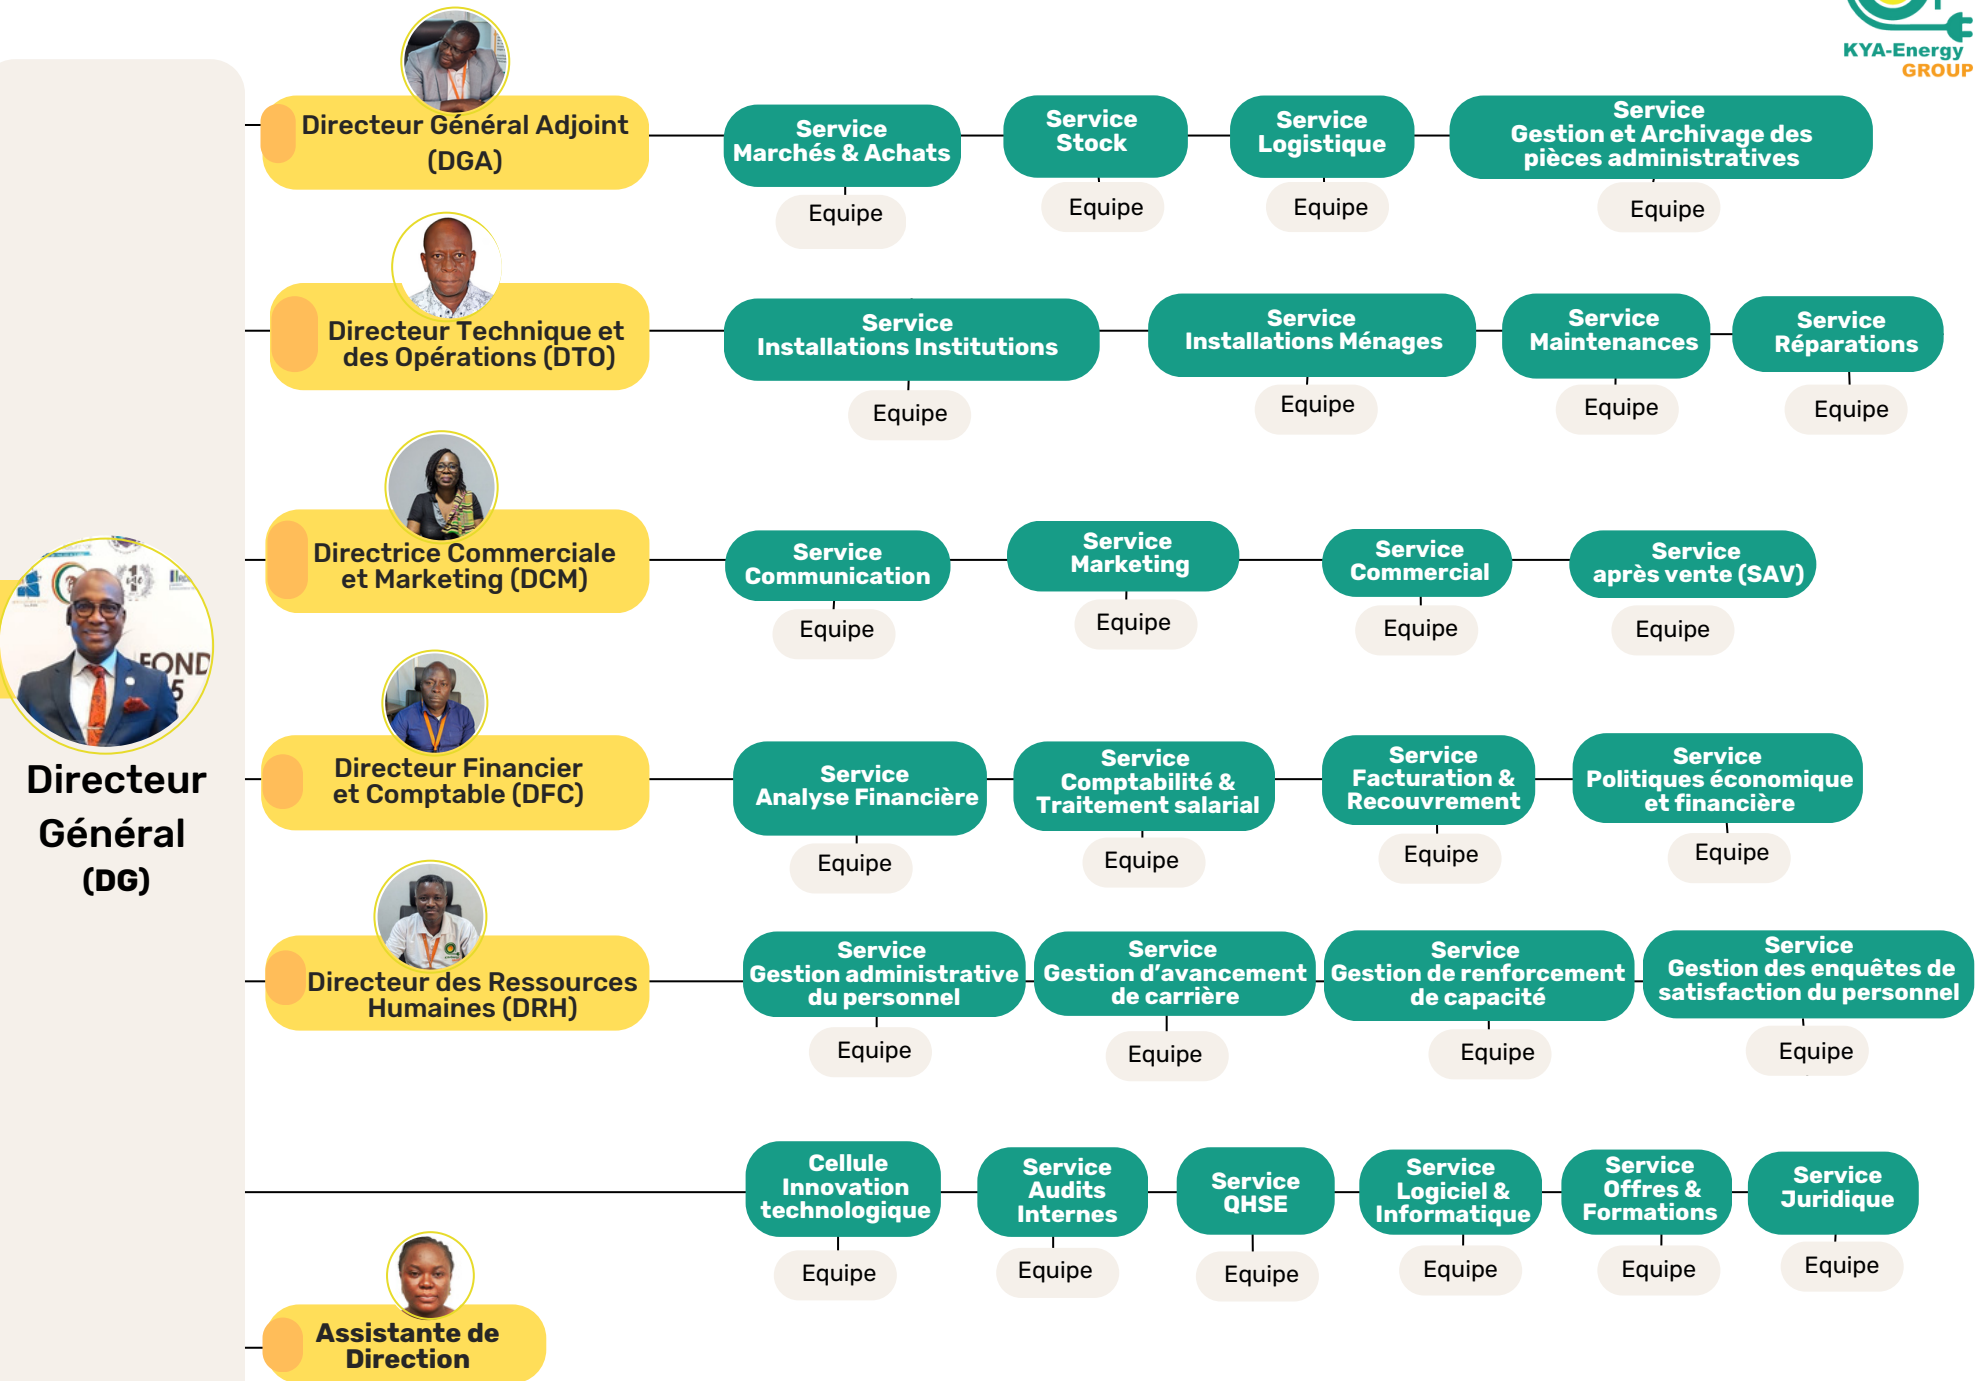 KYA-Energy
GROUP
Directeur
Général
(DG)
Directeur Général Adjoint
(DGA)
Service
Marchés & Achats
Equipe
Service
Stock
Equipe
Service
Logistique
Equipe
Service
Gestion et Archivage des
pièces administratives
Equipe
Directeur Technique et
des Opérations (DTO)
Service
Installations Institutions
Equipe
Service
Installations Ménages
Equipe
Service
Maintenances
Equipe
Service
Réparations
Equipe
Directrice Commerciale
et Marketing (DCM)
Service
Communication
Equipe
Service
Marketing
Equipe
Service
Commercial
Equipe
Service
après vente (SAV)
Equipe
FOND
5
Directeur Financier
et Comptable (DFC)
Service
Analyse Financière
Equipe
Service
Comptabilité &
Traitement salarial
Equipe
Service
Facturation &
Recouvrement
Equipe
Service
Politiques économique
et financière
Equipe
Directeur des Ressources
Humaines (DRH)
Service
Gestion administrative
du personnel
Equipe
Service
Gestion d’avancement
de carrière
Equipe
Service
Gestion de renforcement
de capacité
Equipe
Service
Gestion des enquêtes de
satisfaction du personnel
Equipe
Cellule
Innovation
technologique
Equipe
Service
Audits
Internes
Equipe
Service
QHSE
Equipe
Service
Logiciel &
Informatique
Equipe
Service
Offres &
Formations
Equipe
Service
Juridique
Equipe
Assistante de
Direction